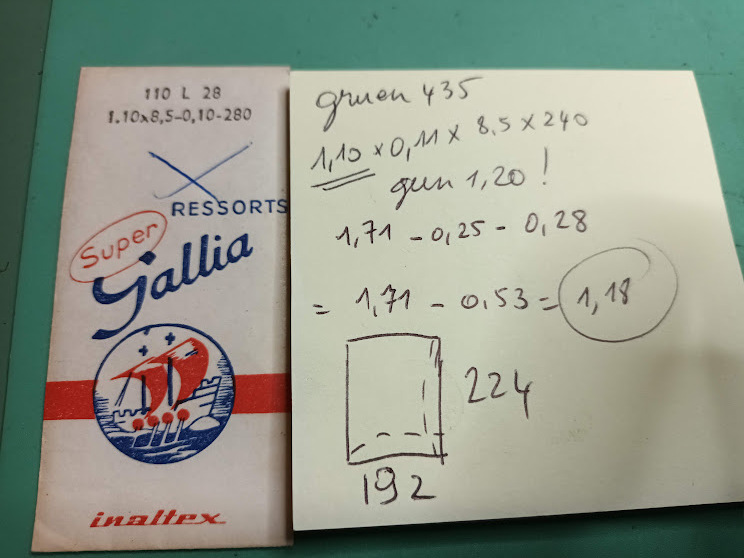 110 L 28
1.10x8,5-0,10-280
RESSORTS
Super
Gallia
inaltex
gruen 435
1,10 x 0,11 x 8,5 x 240
geen 1,20 !
1,71 - 0,25 - 0,28
= 1,71 - 0,53 = 1,18
224
192